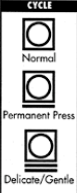 CYCLE
Normal
Permanent Press
Delicate/Gentle